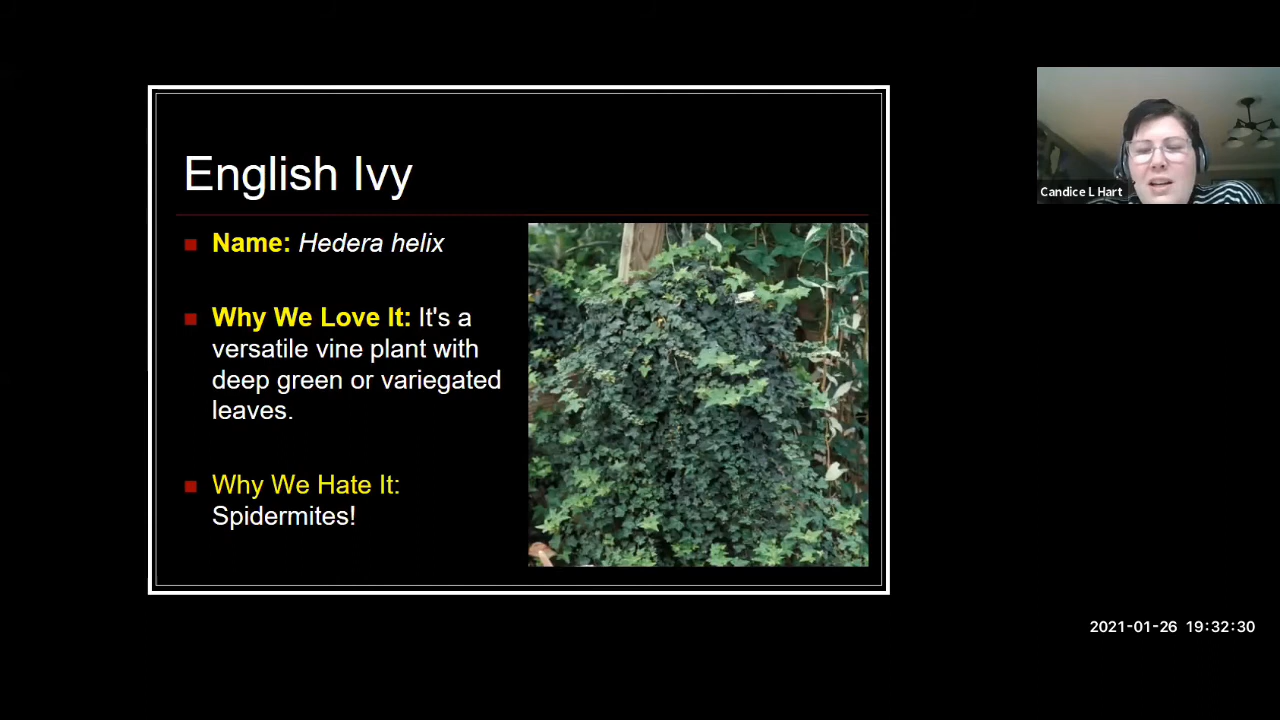 English Ivy
Name: Hedera helix
Why We Love It: It's a
versatile vine plant with
deep green or variegated
leaves.
Why We Hate It:
Spidermites!
Candice L Hart
2021-01-26 19:32:30